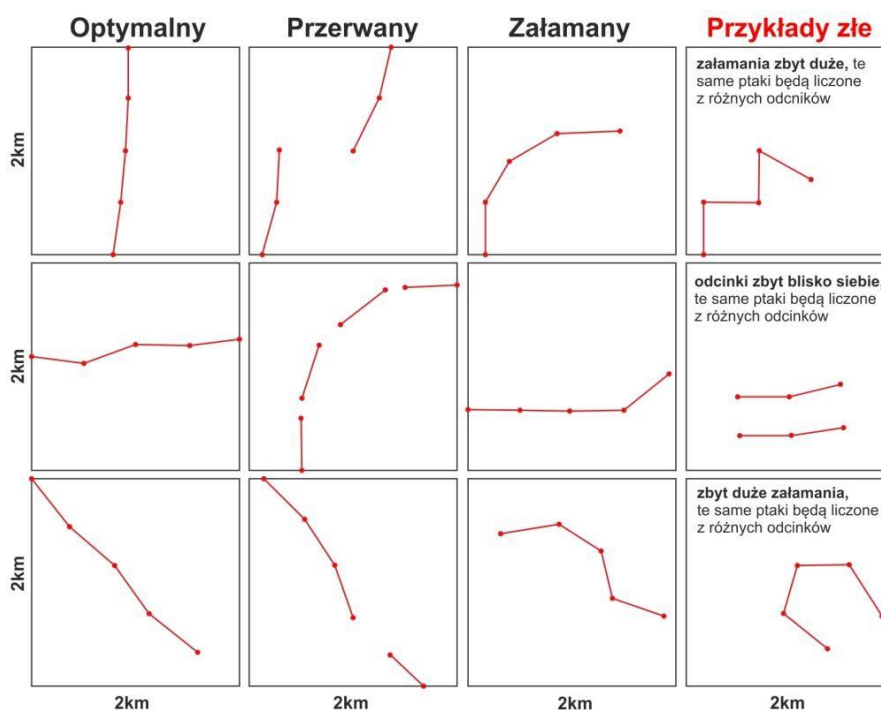 Optymalny
Przerwany
Załamany
Przykłady złe
załamania zbyt duże, te
same ptaki będą liczone
z różnych odcników
2km
odcinki zbyt blisko siebie,
te same ptaki będą liczone
z różnych odcinków
2km
zbyt duże załamania,
te same ptaki będą liczone
z różnych odcinków
2km
2km
2km
2km
2km